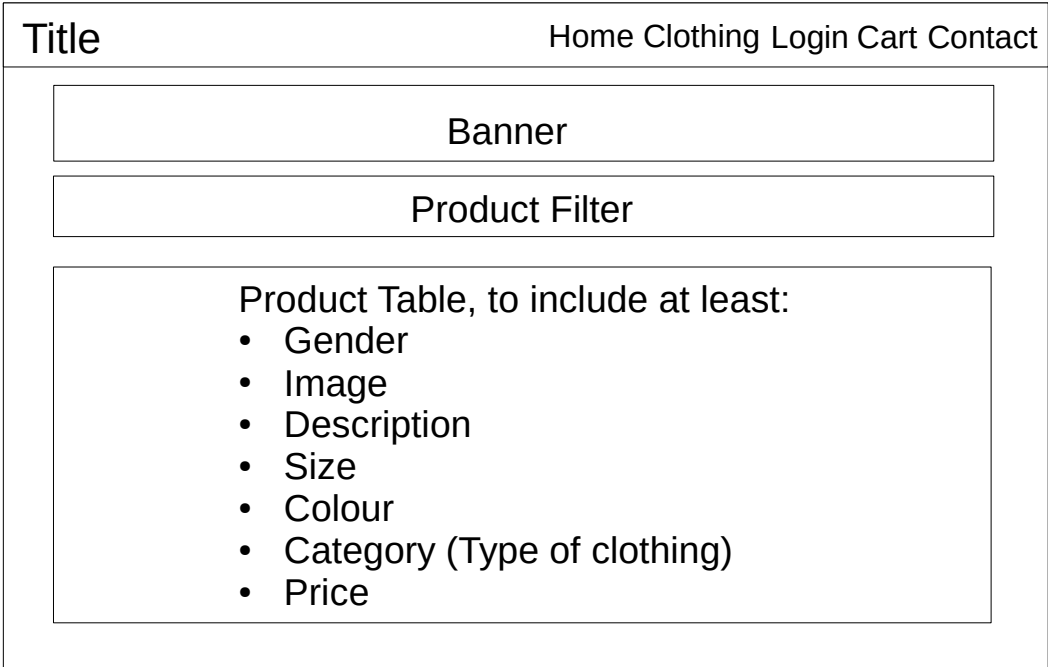 Title Home Clothing Login Cart Contact
Banner
Product Filter
Product Table, to include at least:
• Gender
• Image
• Description
• Size
• Colour
• Category (Type of clothing)
• Price